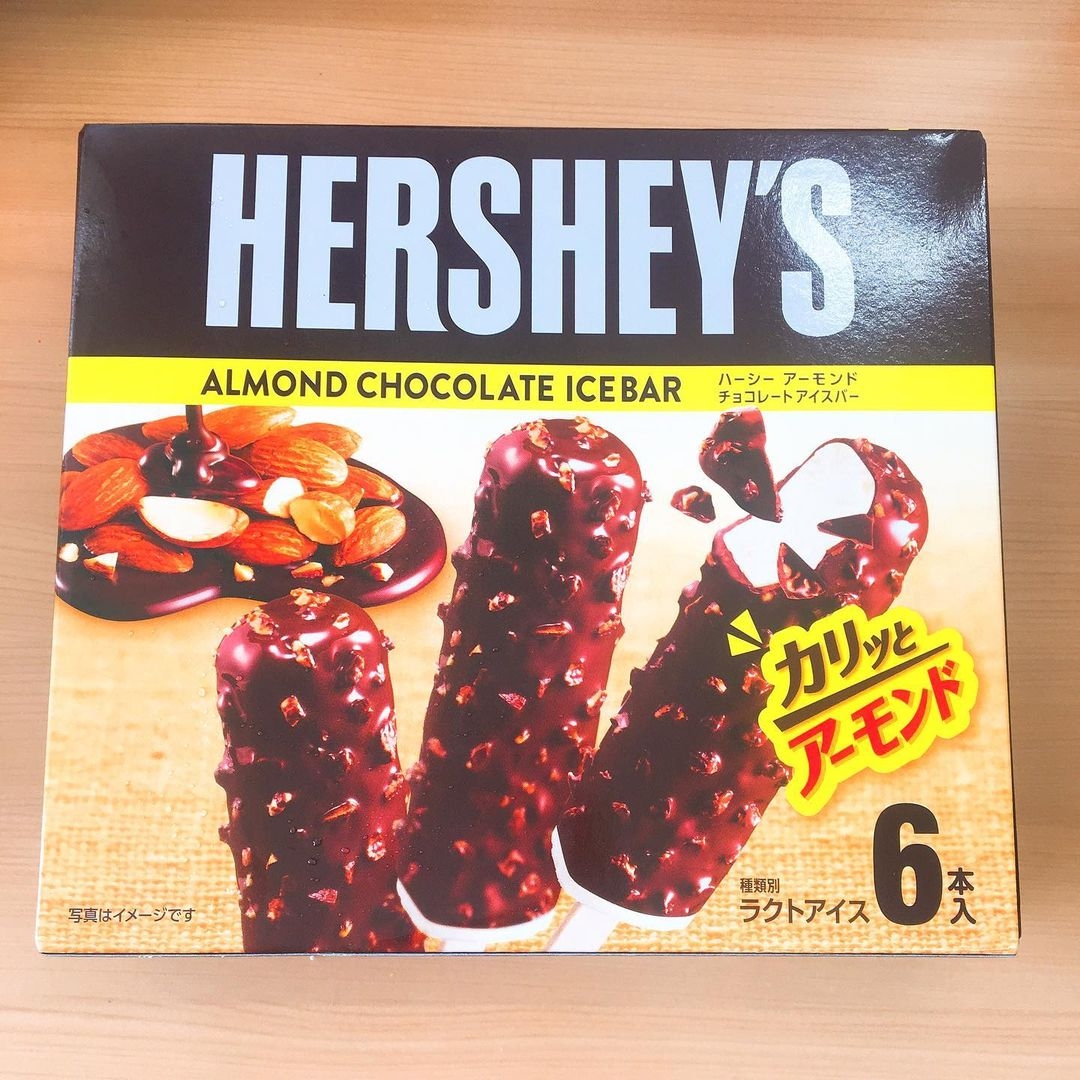 HERSHEY'S
ALMOND CHOCOLATE ICE BAR
ハーシー アーモンド
チョコレートアイスバー
カリッと
アーモンド
種類別
ラクトアイス
6本入
写真はイメージです